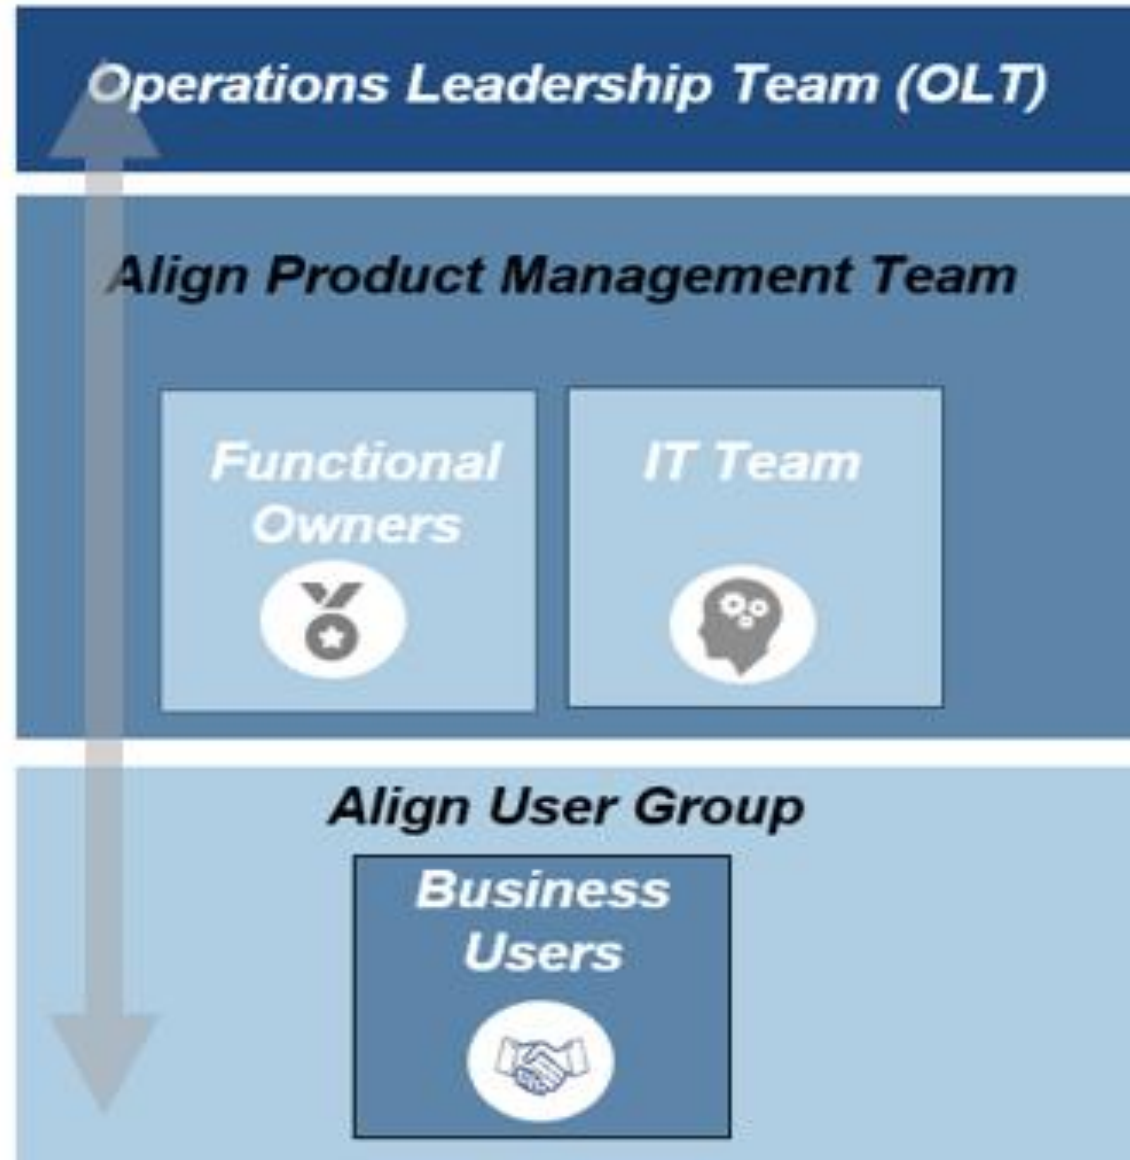 Operations Leadership Team (OLT)
Align Product Management Team
Functional
Owners
IT Team
Align User Group
Business
Users